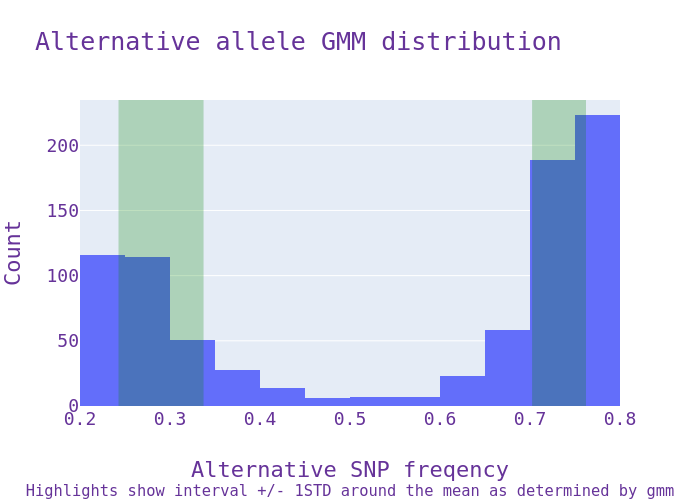 Alternative allele GMM distribution
Count
200
150
100
50
0
0.2 0.3 0.4 0.5 0.6 0.7 0.8
Alternative SNP freqency
Highlights show interval +/- 1STD around the mean as determined by gmm